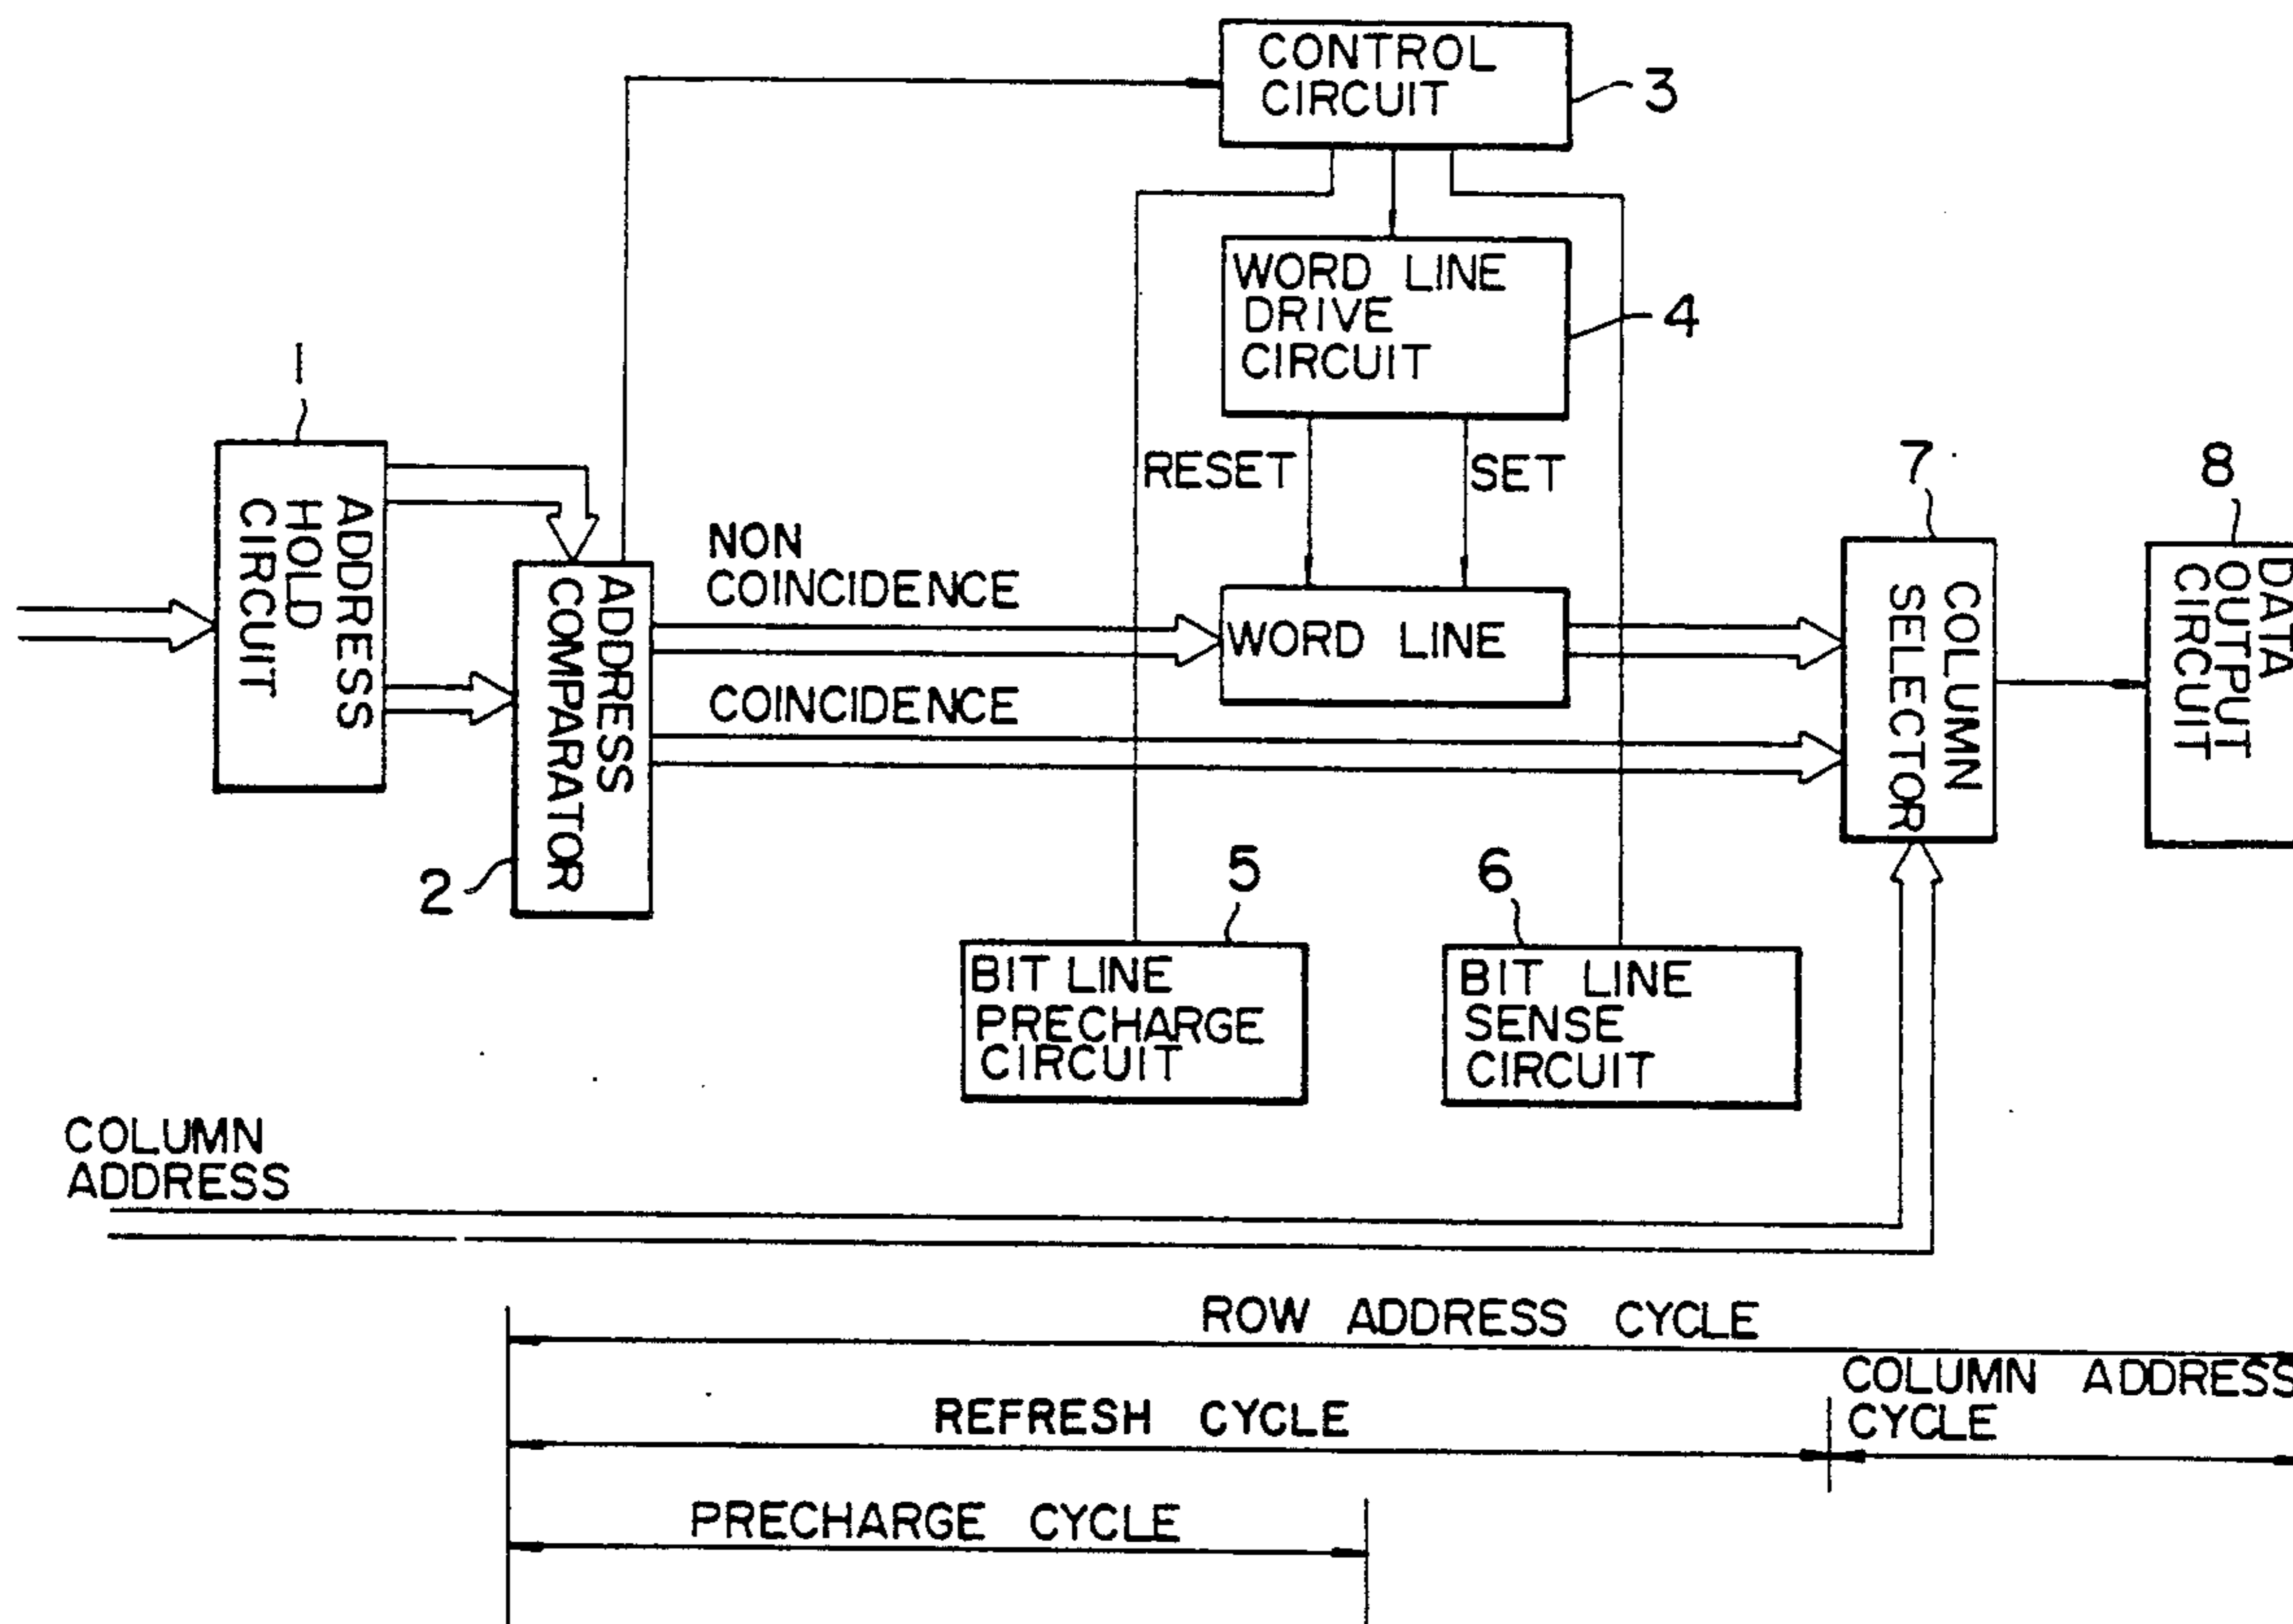 CONTROL
CIRCUIT
3
WORD LINE
DRIVE
CIRCUIT
4
1
ADDRESS
HOLD
CIRCUIT
RESET
SET
7
8
NON
COINCIDENCE
ADDRESS
COMPARATOR
2
WORD LINE
COINCIDENCE
COLUMN
SELECTOR
DATA
OUTPUT
CIRCUIT
5
6
BIT LINE
PRECHARGE
CIRCUIT
BIT LINE
SENSE
CIRCUIT
COLUMN
ADDRESS
ROW ADDRESS CYCLE
COLUMN ADDRESS
CYCLE
REFRESH CYCLE
PRECHARGE CYCLE